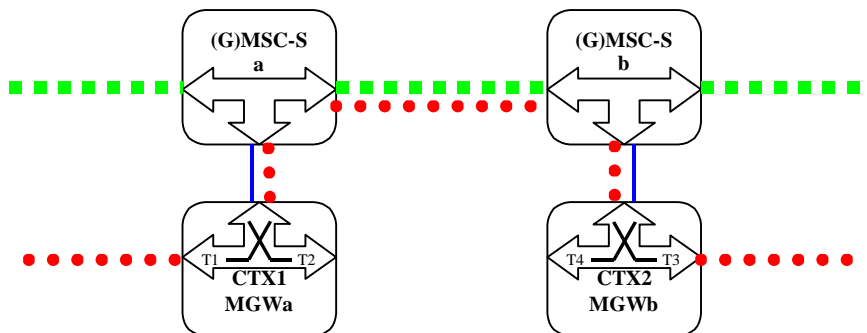 (G)MSC-S
a
(G)MSC-S
b
T1
T2
CTX1
MGWa
T4
T3
CTX2
MGWb